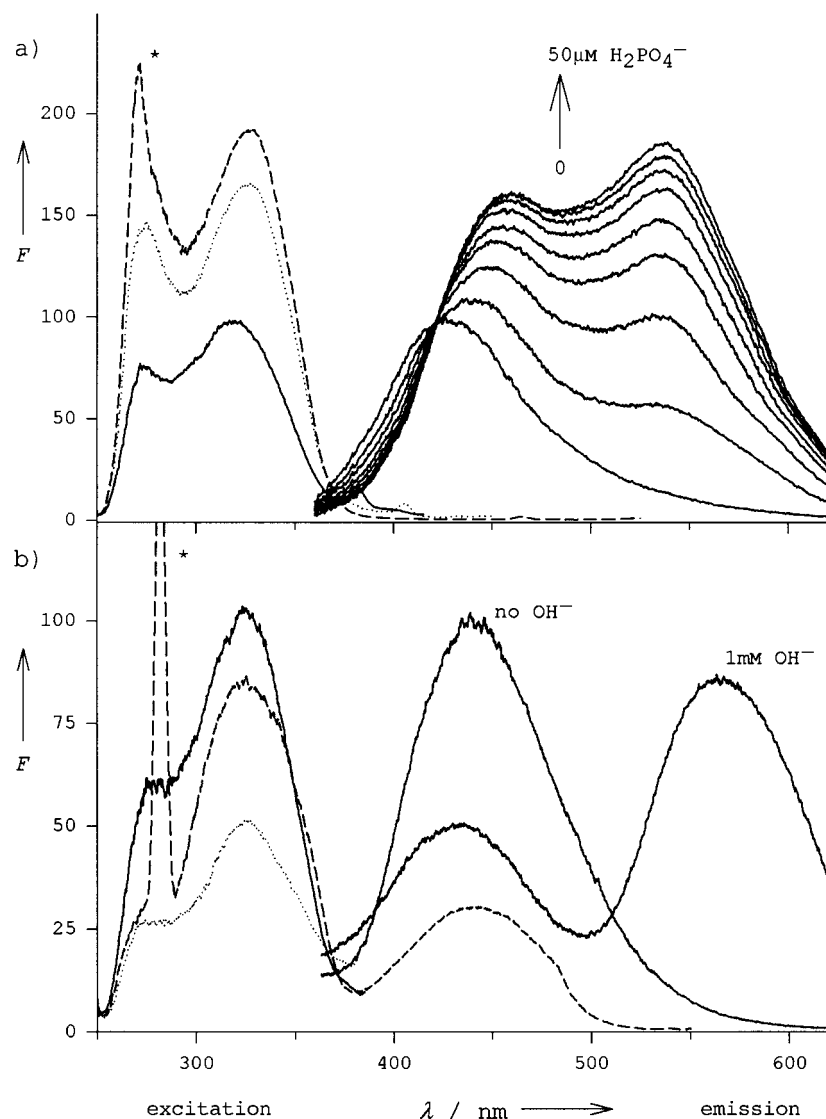 a)
*
50μM H₂PO₄⁻
0
200
150
F
100
50
0
b)
*
no OH⁻
1mM OH⁻
100
75
F
50
25
0
300
400
500
600
excitation
λ / nm
emission